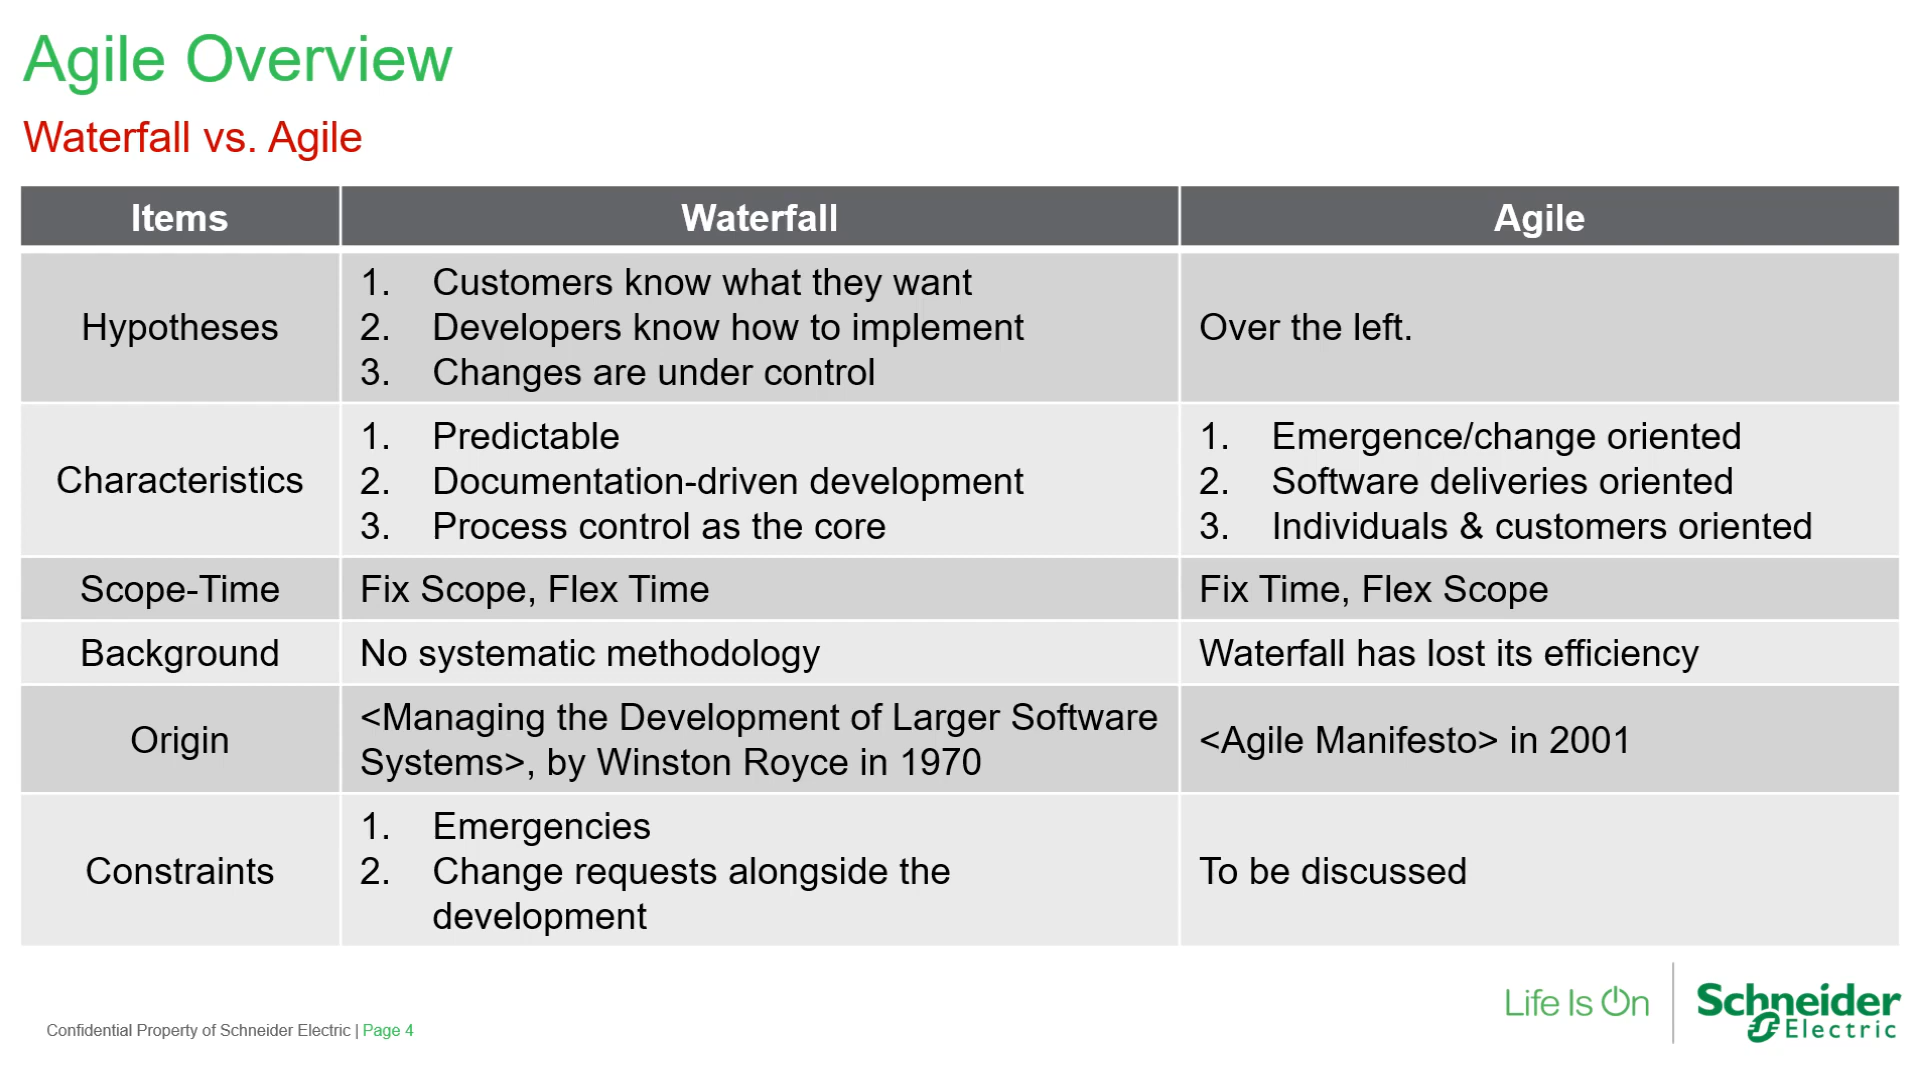 Agile Overview
Waterfall vs. Agile
Items
Waterfall
Agile
Hypotheses
1. Customers know what they want
2. Developers know how to implement
3. Changes are under control
Over the left.
Characteristics
1. Predictable
2. Documentation-driven development
3. Process control as the core
1. Emergence/change oriented
2. Software deliveries oriented
3. Individuals & customers oriented
Scope-Time
Fix Scope, Flex Time
Fix Time, Flex Scope
Background
No systematic methodology
Waterfall has lost its efficiency
Origin
<Managing the Development of Larger Software
Systems>, by Winston Royce in 1970
<Agile Manifesto> in 2001
Constraints
1. Emergencies
2. Change requests alongside the
development
To be discussed
Confidential Property of Schneider Electric | Page 4
Life Is On
Schneider
Electric